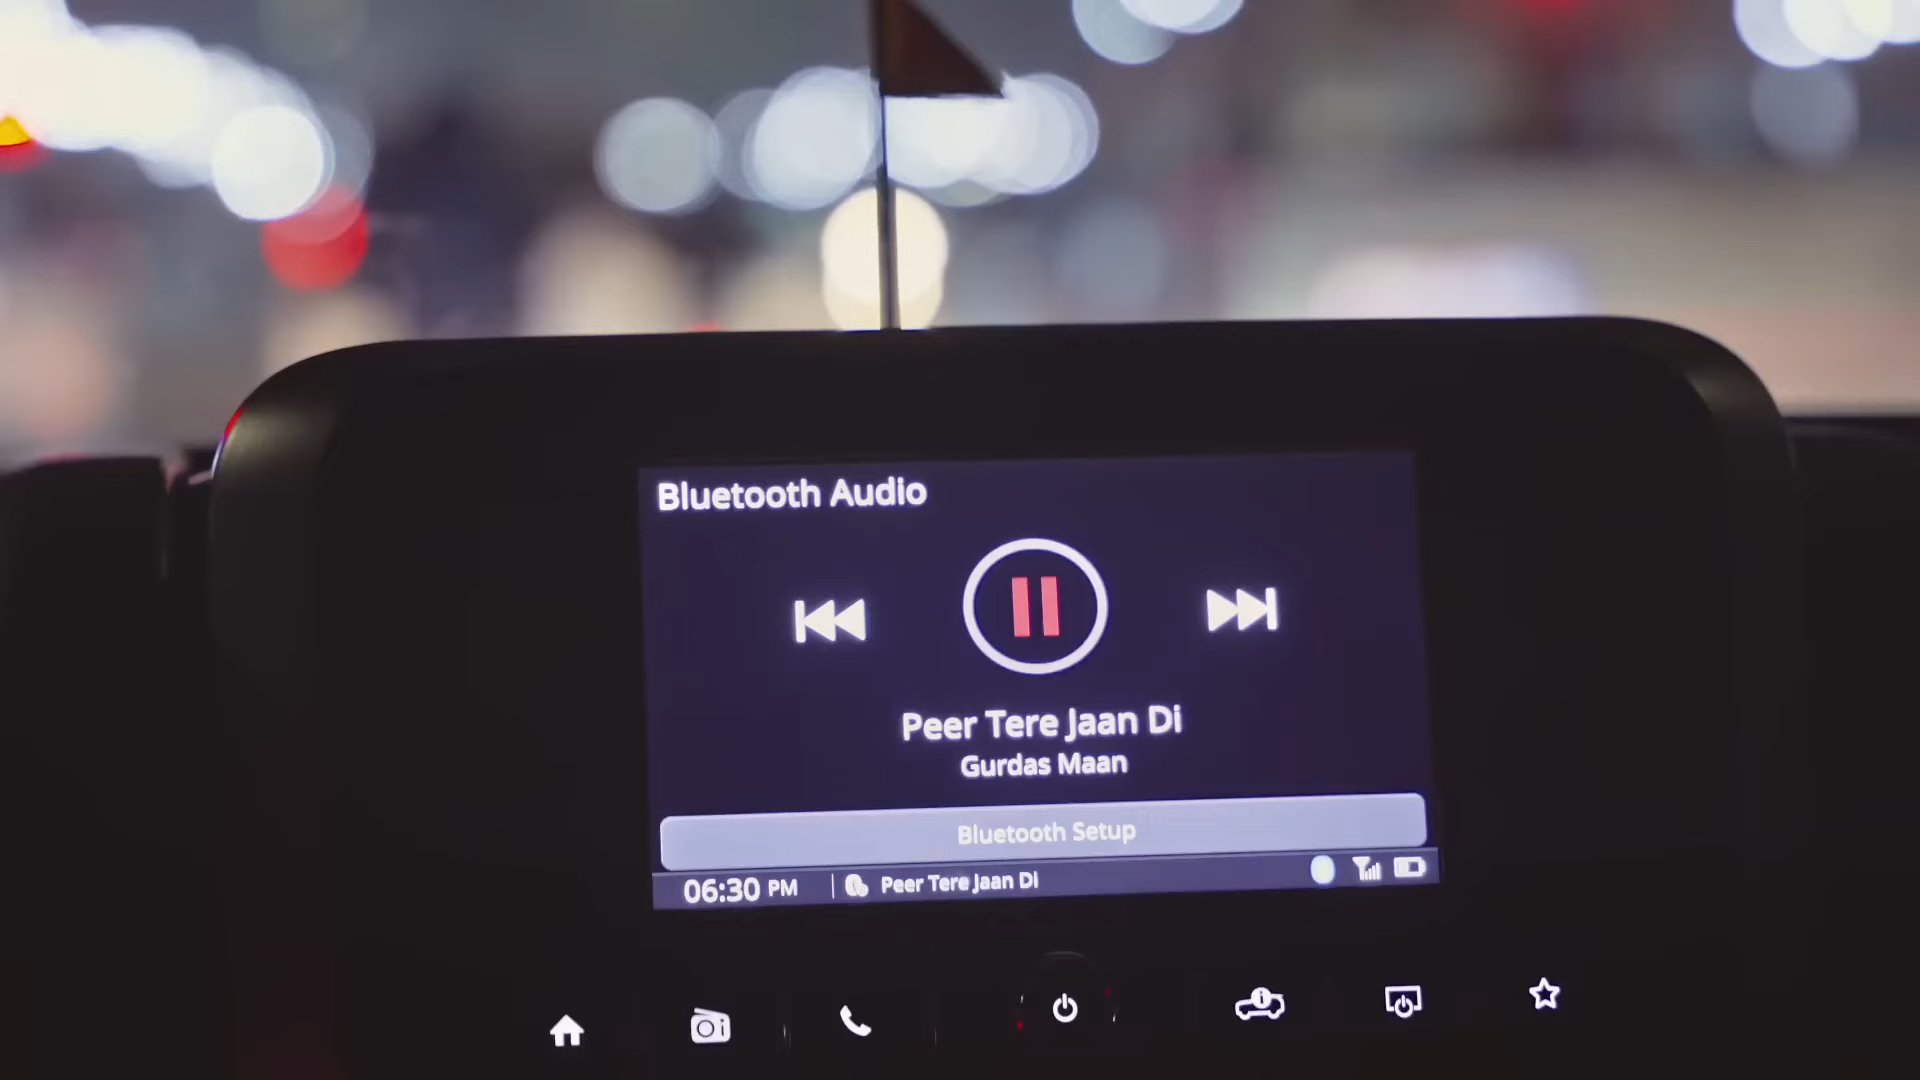 Bluetooth Audio
Peer Tere Jaan Di
Gurdas Maan
Bluetooth Setup
06:30 PM
Peer Tere Jaan Di